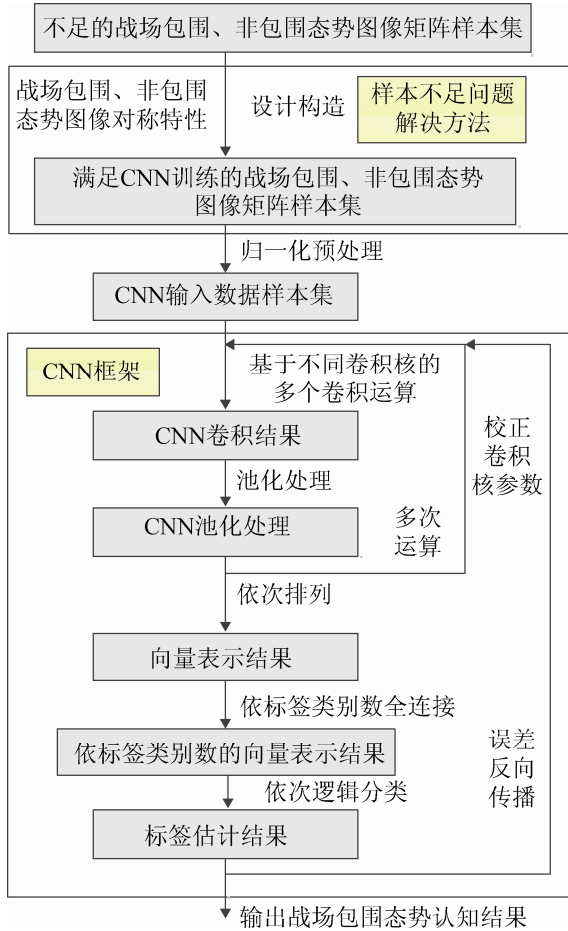 不足的战场包围、非包围态势图像矩阵样本集
战场包围、非包围
态势图像对称特性
设计构造
样本不足问题
解决方法
满足CNN训练的战场包围、非包围态势
图像矩阵样本集
归一化预处理
CNN输入数据样本集
CNN框架
基于不同卷积核的
多个卷积运算
CNN卷积结果
校正
卷积
核参数
池化处理
CNN池化处理
多次
运算
依次排列
向量表示结果
依标签类别数全连接
依标签类别数的向量表示结果
误差
反向
传播
依次逻辑分类
标签估计结果
输出战场包围态势认知结果